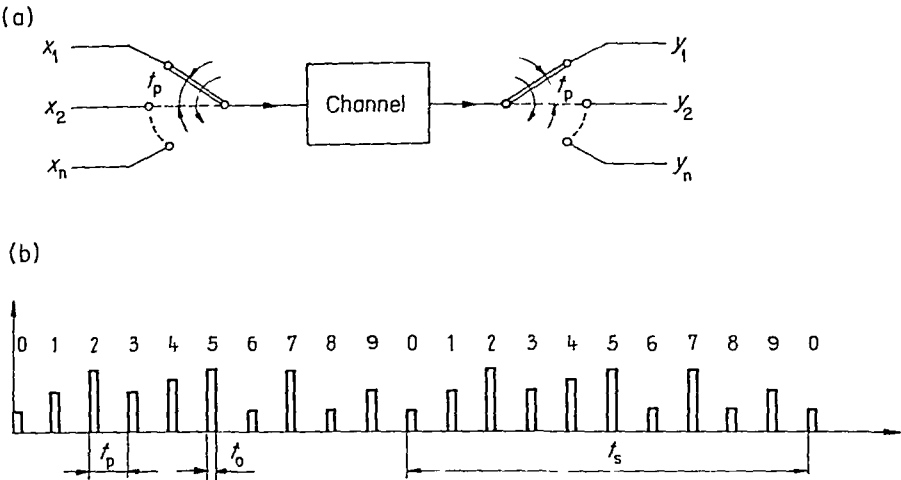 (a)
x1 y1
tp tp
x2 Channel y2
xn yn
(b)
0 1 2 3 4 5 6 7 8 9 0 1 2 3 4 5 6 7 8 9 0
tp to ts